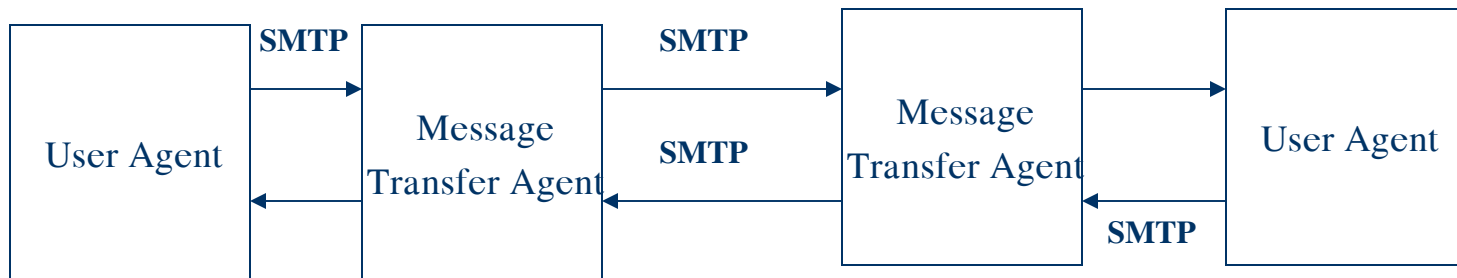 SMTP
SMTP
User Agent
Message
Transfer Agent
SMTP
Message
Transfer Agent
User Agent
SMTP